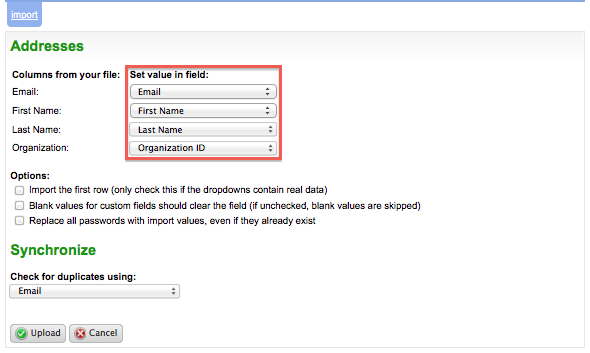 import
Addresses
Columns from your file: Set value in field:
Email: Email
First Name: First Name
Last Name: Last Name
Organization: Organization ID
Options:
Import the first row (only check this if the dropdowns contain real data)
Blank values for custom fields should clear the field (if unchecked, blank values are skipped)
Replace all passwords with import values, even if they already exist
Synchronize
Check for duplicates using:
Email
Upload Cancel